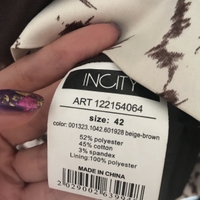 INCITY
ART 122154064
size: 42
color: 001323.1042.601928 beige-brown
52% polyester
45% cotton
3% spandex
Lining:100% polyester
MADE IN CHINA